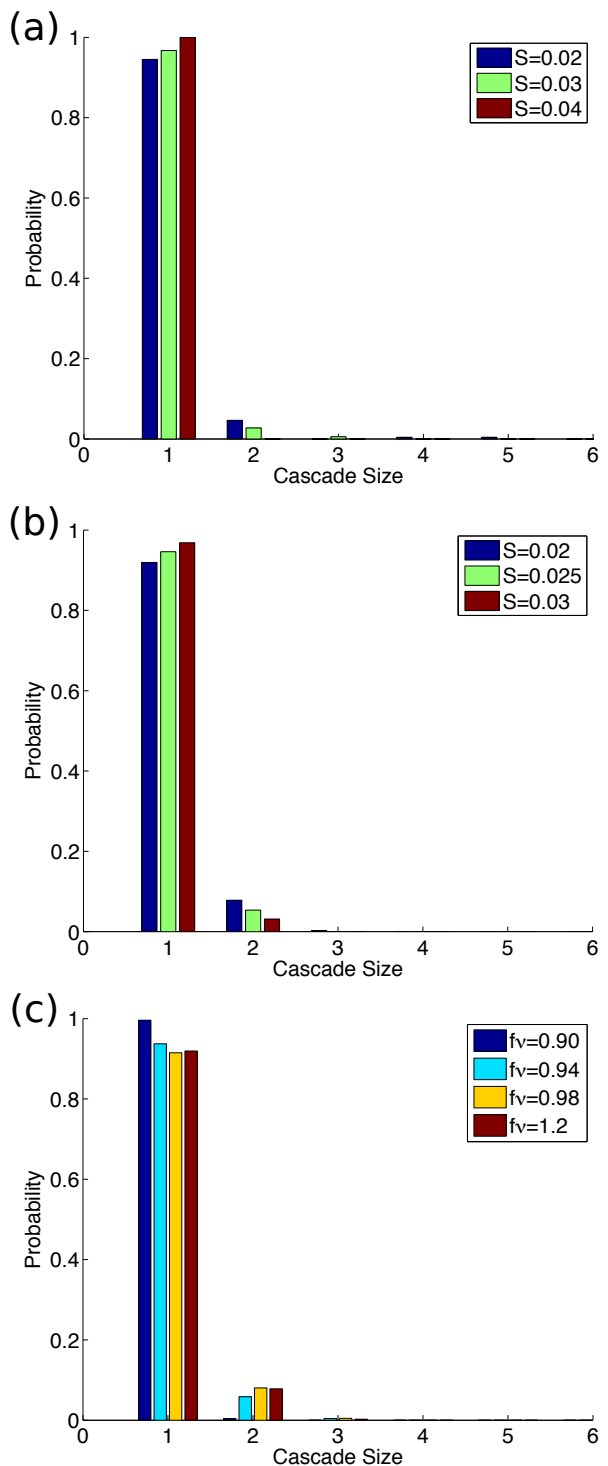 (a)
1
0.8
0.6
0.4
0.2
0
Probability
S=0.02
S=0.03
S=0.04
0 1 2 3 4 5 6
Cascade Size
(b)
1
0.8
0.6
0.4
0.2
0
Probability
S=0.02
S=0.025
S=0.03
0 1 2 3 4 5 6
Cascade Size
(c)
1
0.8
0.6
0.4
0.2
0
Probability
fν=0.90
fν=0.94
fν=0.98
fν=1.2
0 1 2 3 4 5 6
Cascade Size